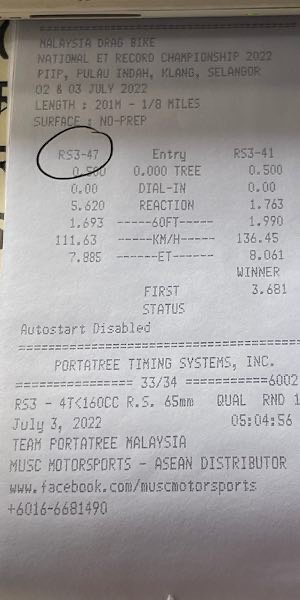 MALAYSIA DRAG BIKE
NATIONAL ET RECORD CHAMPIONSHIP 2022
PIIP, PULAU INDAH, KLANG, SELANGOR
02 & 03 JULY 2022
LENGTH : 201M - 1/8 MILES
SURFACE : NO-PREP
RS3-47 Entry RS3-41
0.500 0.000 TREE 0.500
0.00 DIAL-IN 0.00
5.620 REACTION 1.763
1.693 -----60FT----- 1.990
111.63 -----KM/H----- 136.45
7.885 ------ET------ 8.061
WINNER
FIRST 3.681
STATUS
Autostart Disabled
========================================
PORTATREE TIMING SYSTEMS, INC.
================ 33/34 ===========6002
RS3 - 4T<160CC R.S. 65mm QUAL RND 1
July 3, 2022 05:04:56
TEAM PORTATREE MALAYSIA
MUSC MOTORSPORTS - ASEAN DISTRIBUTOR
www.facebook.com/muscmotorsports
+6016-6681490